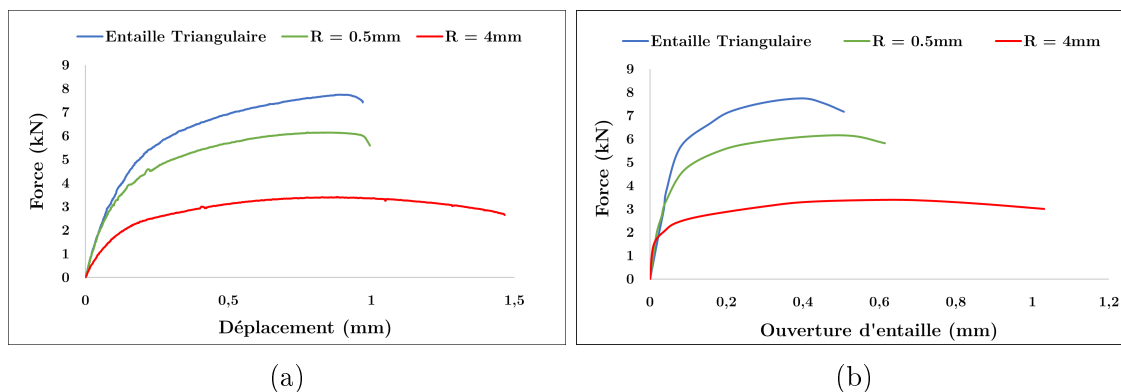 Entaille Triangulaire R = 0.5mm R = 4mm
9
8
7
6
5
4
3
2
1
0
Force (kN)
0 0,5 1 1,5
Déplacement (mm)
(a)
Entaille Triangulaire R = 0.5mm R = 4mm
9
8
7
6
5
4
3
2
1
0
Force (kN)
0 0,2 0,4 0,6 0,8 1 1,2
Ouverture d'entaille (mm)
(b)